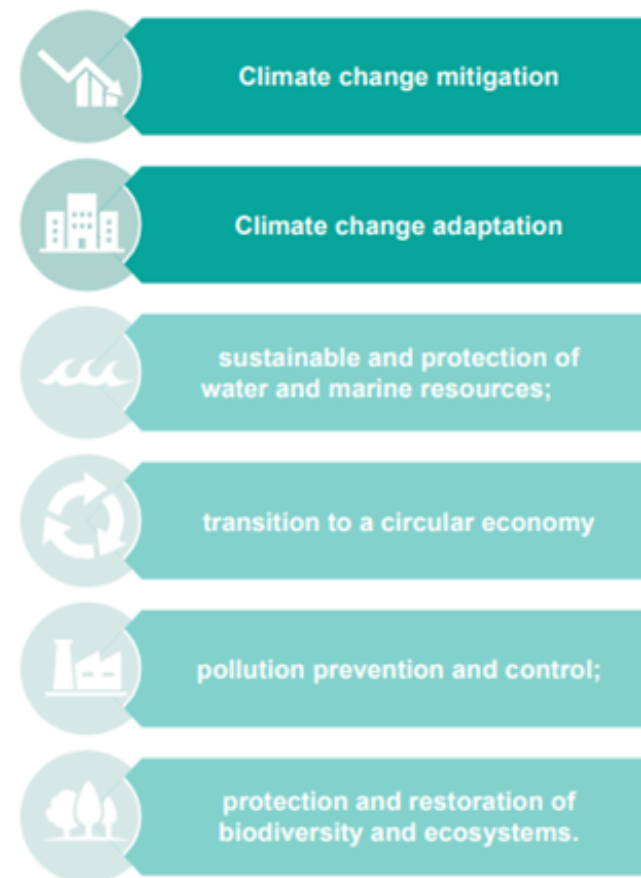 Climate change mitigation
Climate change adaptation
sustainable and protection of
water and marine resources;
transition to a circular economy
pollution prevention and control;
protection and restoration of
biodiversity and ecosystems.